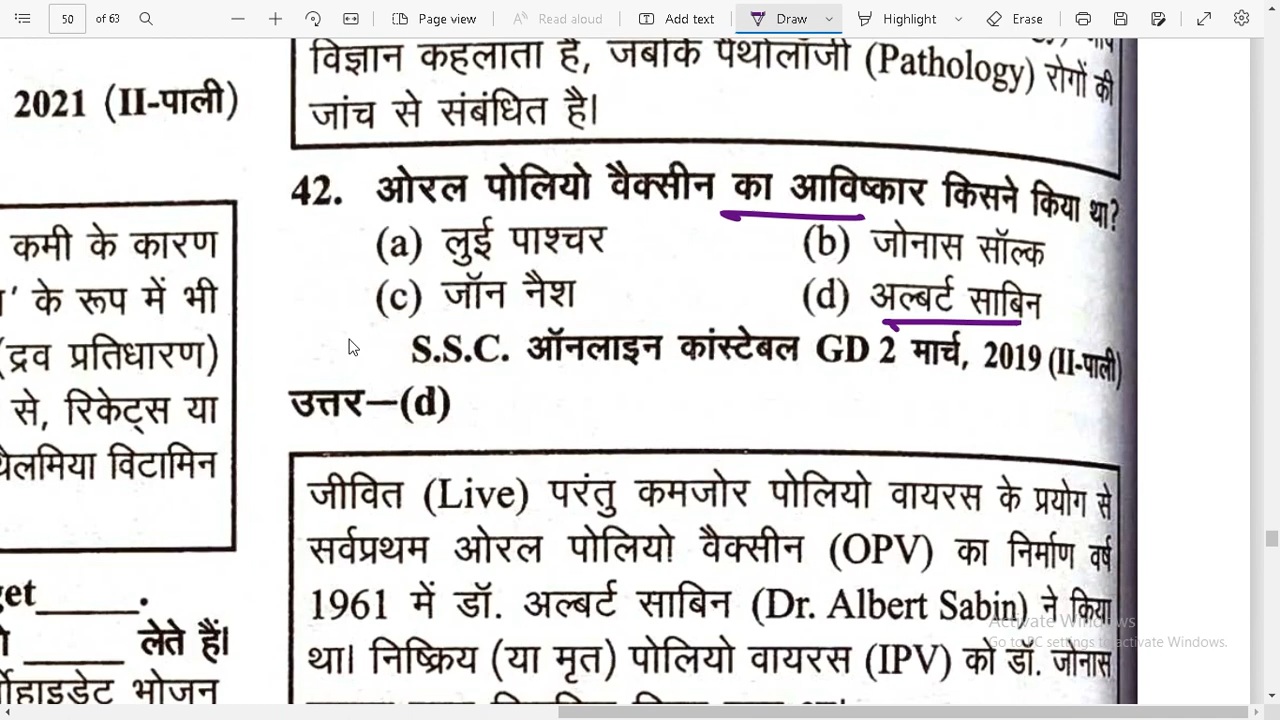 50 of 63
Page view
Read aloud
Add text
Draw
Highlight
Erase
विज्ञान कहलाता है, जबकि पैथोलॉजी (Pathology) रोगों की
जांच से संबंधित है।
2021 (II-पाली)
कमी के कारण
' के रूप में भी
(द्रव प्रतिधारण)
से, रिकेट्स या
थैलमिया विटामिन
get_____.
_____ लेते हैं।
भोजन
42. ओरल पोलियो वैक्सीन का आविष्कार किसने किया था?
(a) लुई पाश्चर (b) जोनास सॉल्क
(c) जॉन नैश (d) अल्बर्ट साबिन
S.S.C. ऑनलाइन कांस्टेबल GD 2 मार्च, 2019 (II-पाली)
उत्तर—(d)
जीवित (Live) परंतु कमजोर पोलियो वायरस के प्रयोग से
सर्वप्रथम ओरल पोलियो वैक्सीन (OPV) का निर्माण वर्ष
1961 में डॉ. अल्बर्ट साबिन (Dr. Albert Sabin) ने किया
था। निष्क्रिय (या मृत) पोलियो वायरस (IPV) को डॉ. जोनास
Activate Windows
Go to PC settings to activate Windows.